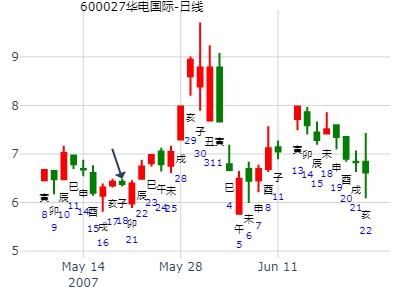 600027华电国际-日线
9
8
7
6
5
寅
8
卯
9
辰
10
巳
11
申
14
酉
15
戌
16
亥
17
子
18
卯
21
辰
22
巳
23
午
24
未
25
戌
28
亥
29
子
30
丑
31
寅
1
巳
4
午
5
未
6
申
7
酉
8
子
11
寅
13
卯
14
辰
15
未
18
申
19
酉
20
戌
21
亥
22
May 14
2007
May 28
Jun 11